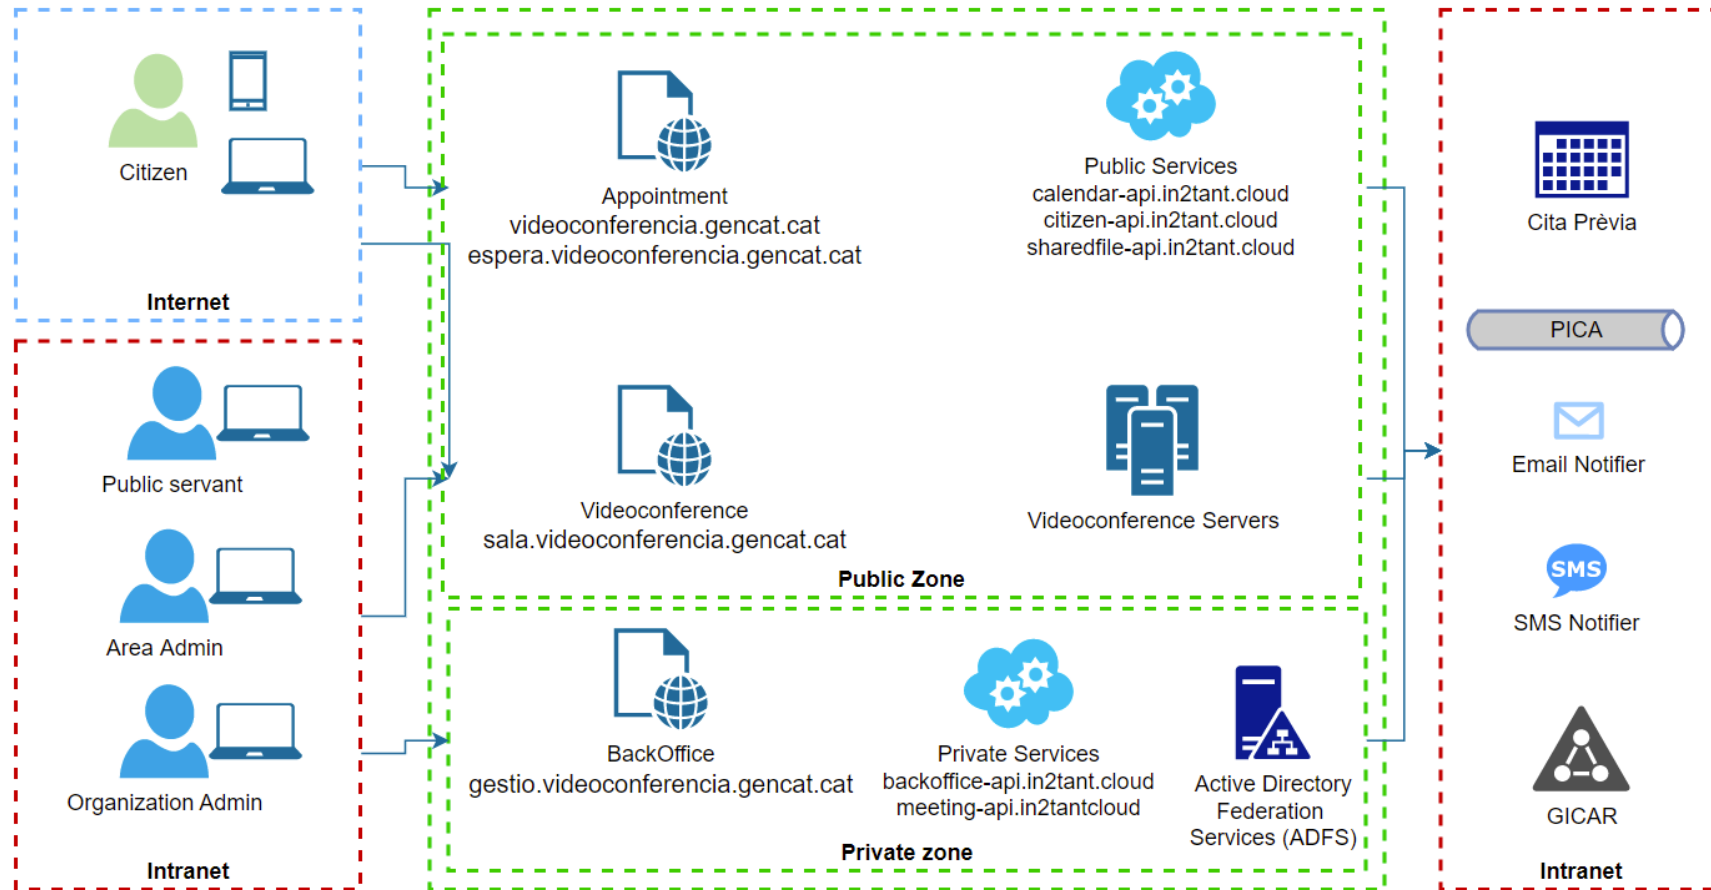 Citizen
Internet
Public servant
Area Admin
Organization Admin
Intranet
Appointment
videoconferencia.gencat.cat
espera.videoconferencia.gencat.cat
Public Services
calendar-api.in2tant.cloud
citizen-api.in2tant.cloud
sharedfile-api.in2tant.cloud
Videoconference
sala.videoconferencia.gencat.cat
Videoconference Servers
Public Zone
BackOffice
gestio.videoconferencia.gencat.cat
Private Services
backoffice-api.in2tant.cloud
meeting-api.in2tantcloud
Active Directory
Federation
Services (ADFS)
Private zone
Cita Prèvia
PICA
Email Notifier
SMS
SMS Notifier
GICAR
Intranet